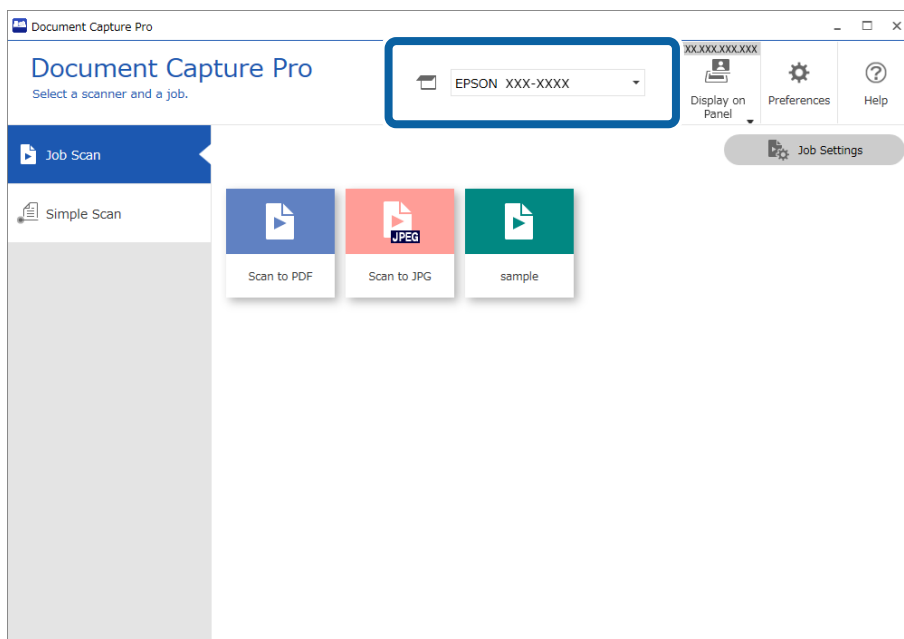 Document Capture Pro
Document Capture Pro
Select a scanner and a job.
EPSON XXX-XXXX
XX.XXX.XXX.XXX
Display on
Panel
Preferences
Help
Job Scan
Job Settings
Simple Scan
JPEG
Scan to PDF
Scan to JPG
sample